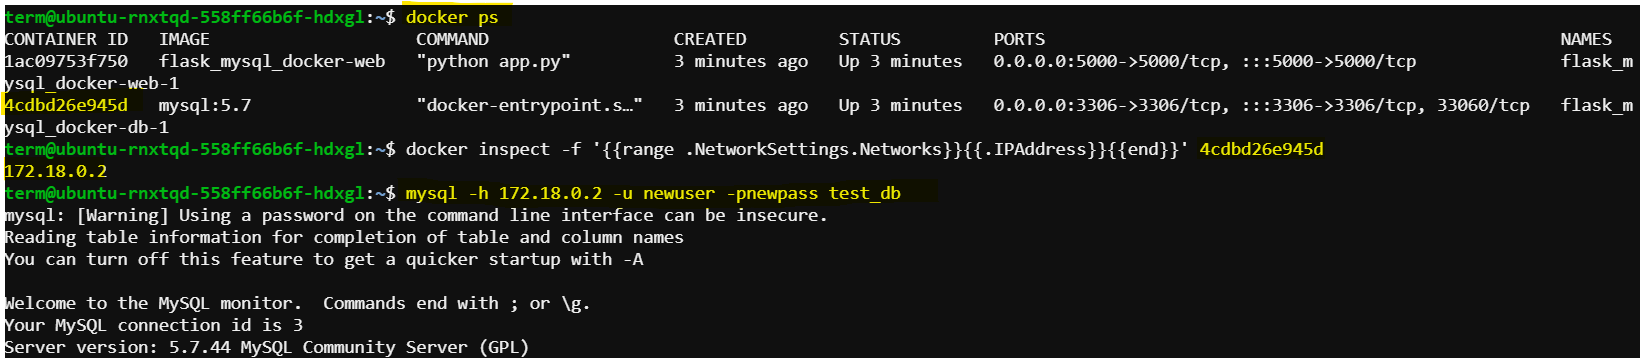 term@ubuntu-rnxtqd-558ff66b6f-hdxgl:~$ docker ps
CONTAINER ID   IMAGE                    COMMAND                  CREATED         STATUS         PORTS                                                  NAMES
1ac09753f750   flask_mysql_docker-web   "python app.py"          3 minutes ago   Up 3 minutes   0.0.0.0:5000->5000/tcp, :::5000->5000/tcp              flask_m
ysql_docker-web-1
4cdbd26e945d   mysql:5.7                "docker-entrypoint.s…"   3 minutes ago   Up 3 minutes   0.0.0.0:3306->3306/tcp, :::3306->3306/tcp, 33060/tcp   flask_m
ysql_docker-db-1
term@ubuntu-rnxtqd-558ff66b6f-hdxgl:~$ docker inspect -f '{{range .NetworkSettings.Networks}}{{.IPAddress}}{{end}}' 4cdbd26e945d
172.18.0.2
term@ubuntu-rnxtqd-558ff66b6f-hdxgl:~$ mysql -h 172.18.0.2 -u newuser -pnewpass test_db
mysql: [Warning] Using a password on the command line interface can be insecure.
Reading table information for completion of table and column names
You can turn off this feature to get a quicker startup with -A
Welcome to the MySQL monitor.  Commands end with ; or \g.
Your MySQL connection id is 3
Server version: 5.7.44 MySQL Community Server (GPL)